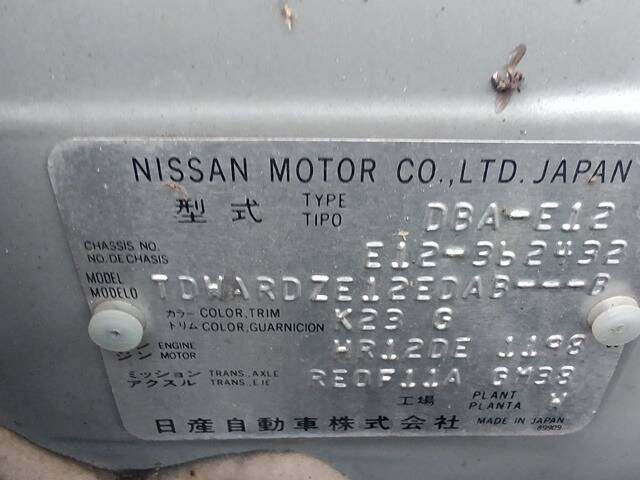 NISSAN MOTOR CO.,LTD. JAPAN
型式 TYPE TIPO DBA-E12
CHASSIS NO. NO. DE CHASIS E12-362432
MODEL MODELO TDWARDZE12EDAB---B
カラー COLOR,TRIM トリム COLOR,GUARNICION K23 G
ENGINE ジン MOTOR HR12DE 1198
ミッション TRANS.,AXLE アクスル TRANS.,EJE RE0F11A GM38
工場 PLANT PLANTA W
日産自動車株式会社 MADE IN JAPAN
89909